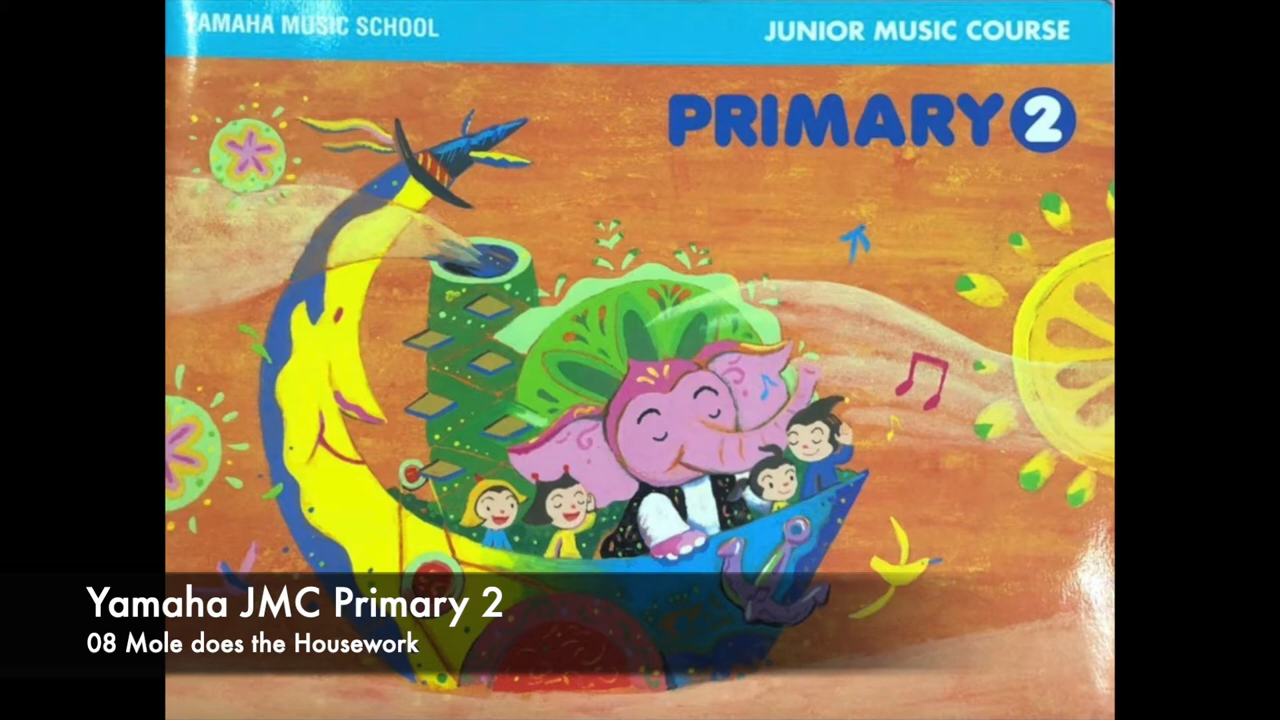 YAMAHA MUSIC SCHOOL
JUNIOR MUSIC COURSE
PRIMARY 2
Yamaha JMC Primary 2
08 Mole does the Housework